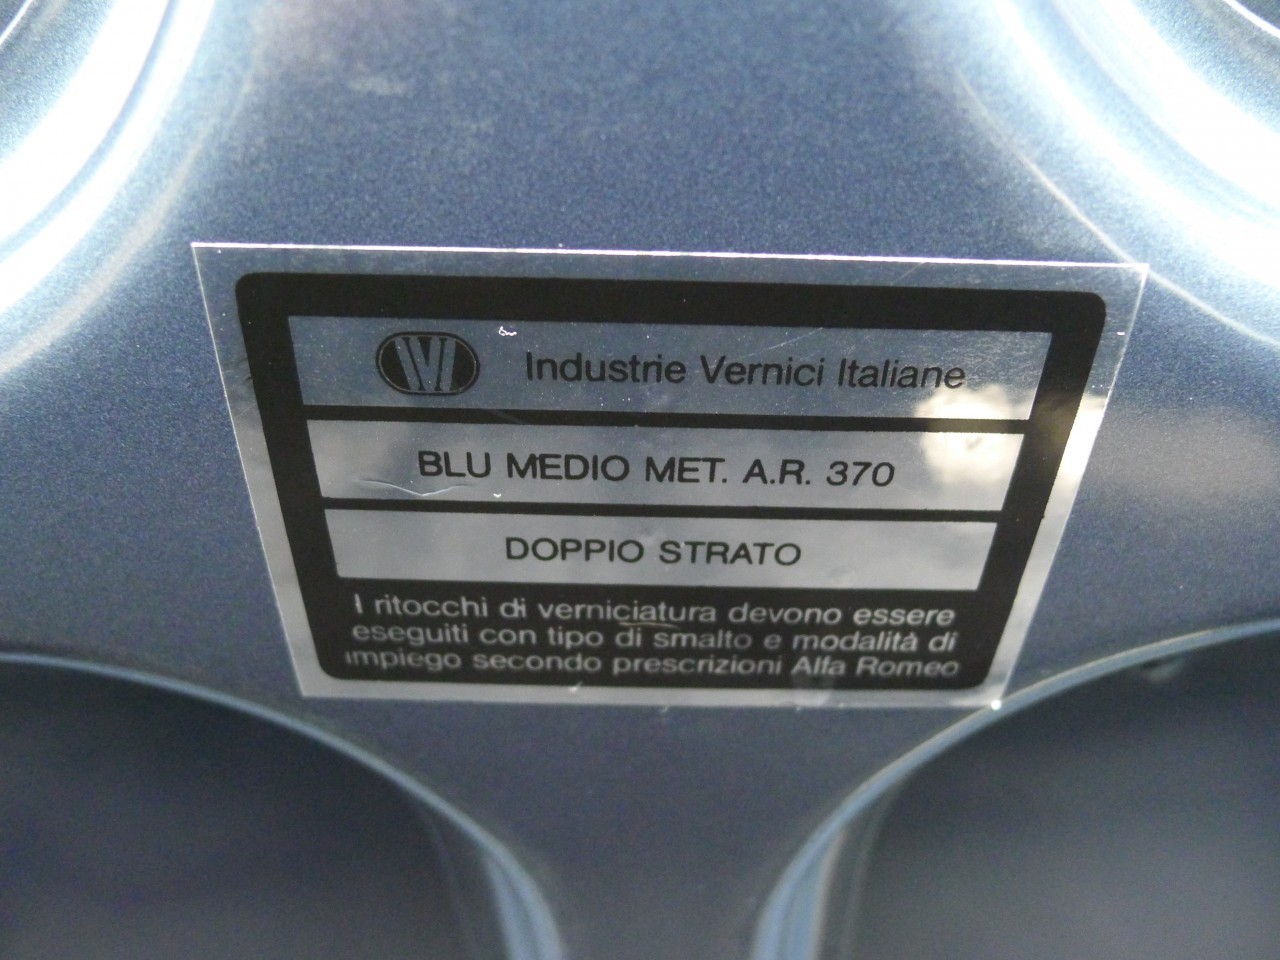 IVI Industrie Vernici Italiane
BLU MEDIO MET. A.R. 370
DOPPIO STRATO
I ritocchi di verniciatura devono essere
eseguiti con tipo di smalto e modalità di
impiego secondo prescrizioni Alfa Romeo